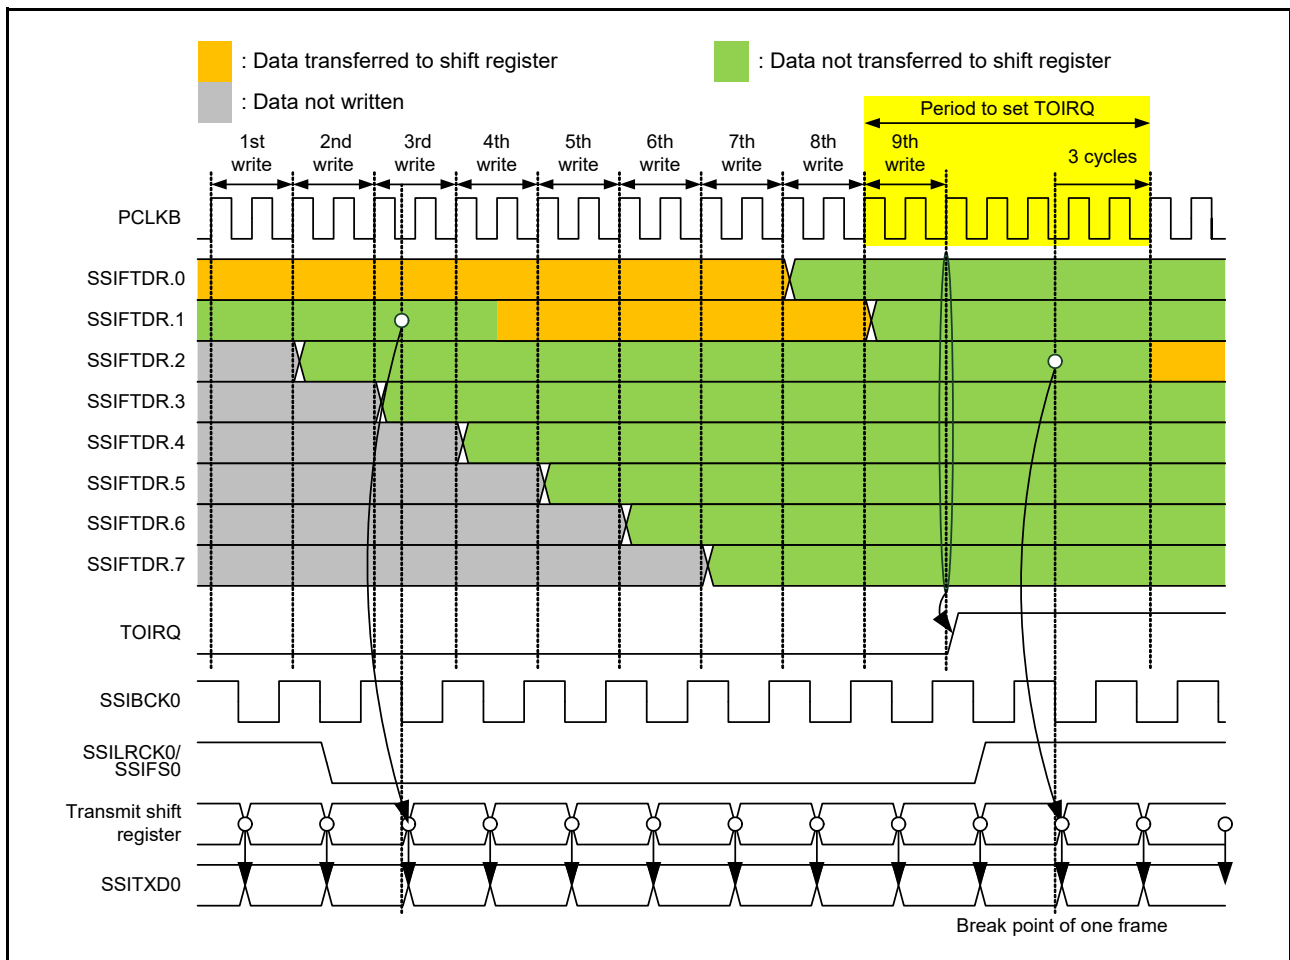 : Data transferred to shift register
: Data not transferred to shift register
: Data not written
Period to set TOIRQ
1st
write
2nd
write
3rd
write
4th
write
5th
write
6th
write
7th
write
8th
write
9th
write
3 cycles
PCLKB
SSIFTDR.0
SSIFTDR.1
SSIFTDR.2
SSIFTDR.3
SSIFTDR.4
SSIFTDR.5
SSIFTDR.6
SSIFTDR.7
TOIRQ
SSIBCK0
SSILRCK0/
SSIFS0
Transmit shift
register
SSITXD0
Break point of one frame